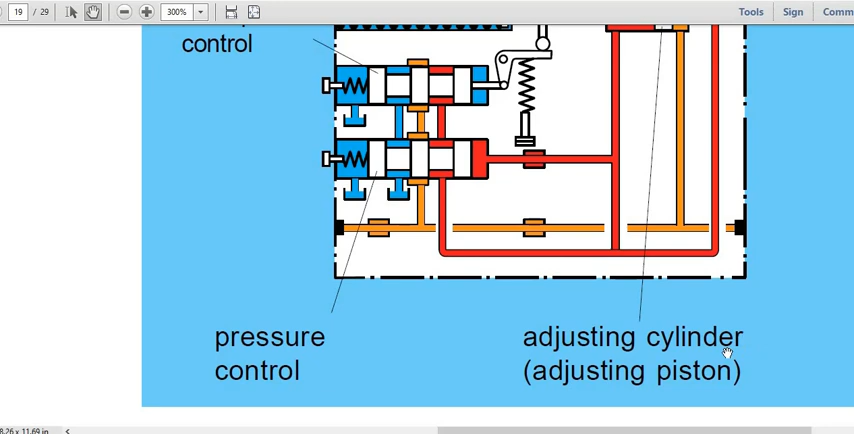 19 / 29
300%
Tools
Sign
Comm
control
pressure
control
adjusting cylinder
(adjusting piston)
8.26 x 11.69 in